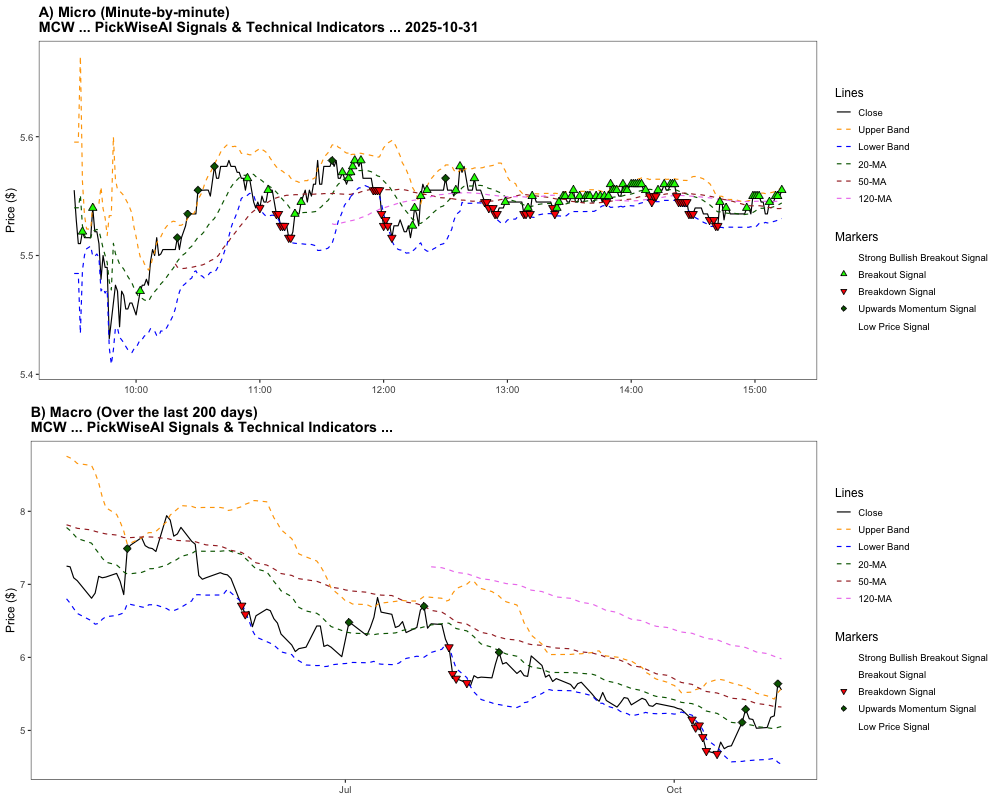 A) Micro (Minute-by-minute)
MCW ... PickWiseAI Signals & Technical Indicators ... 2025-10-31
Price ($)
5.6
5.5
5.4
10:00
11:00
12:00
13:00
14:00
15:00
Lines
Close
Upper Band
Lower Band
20-MA
50-MA
120-MA
Markers
Strong Bullish Breakout Signal
Breakout Signal
Breakdown Signal
Upwards Momentum Signal
Low Price Signal
B) Macro (Over the last 200 days)
MCW ... PickWiseAI Signals & Technical Indicators ...
Price ($)
8
7
6
5
Jul
Oct
Lines
Close
Upper Band
Lower Band
20-MA
50-MA
120-MA
Markers
Strong Bullish Breakout Signal
Breakout Signal
Breakdown Signal
Upwards Momentum Signal
Low Price Signal